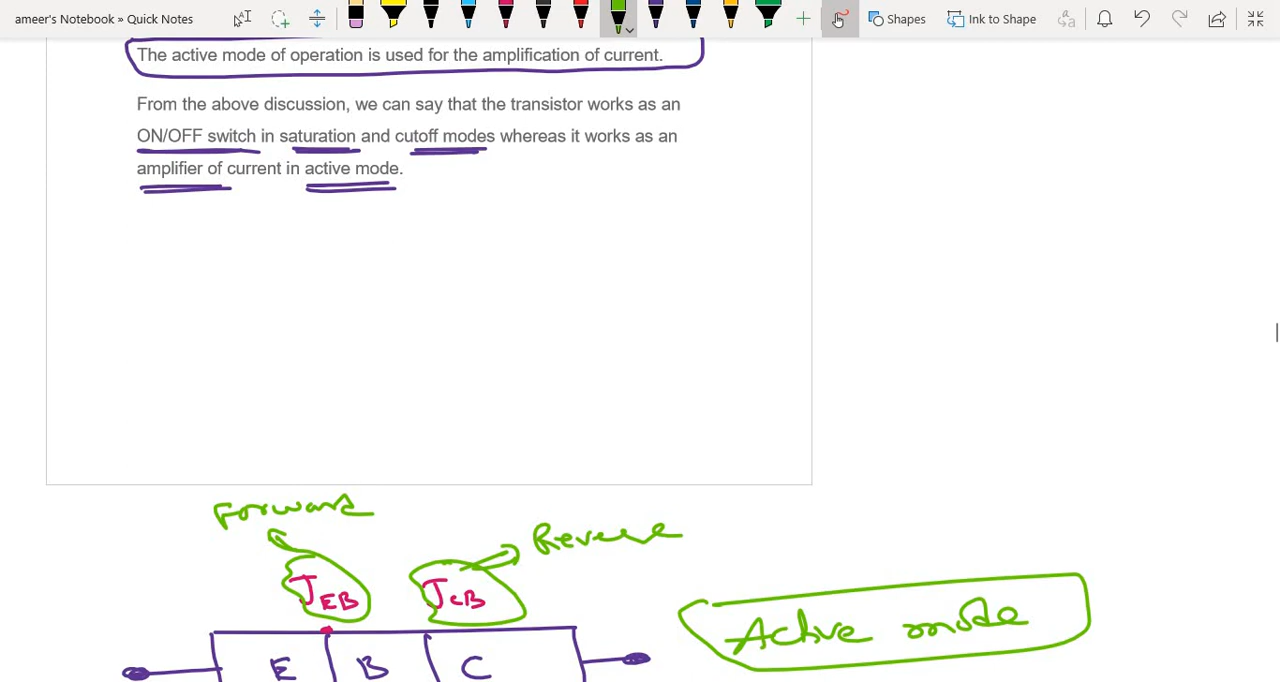 ameer's Notebook » Quick Notes
Shapes
Ink to Shape
The active mode of operation is used for the amplification of current.
From the above discussion, we can say that the transistor works as an
ON/OFF switch in saturation and cutoff modes whereas it works as an
amplifier of current in active mode.
Forward
Reverse
JEB
JCB
Active mode
E B C